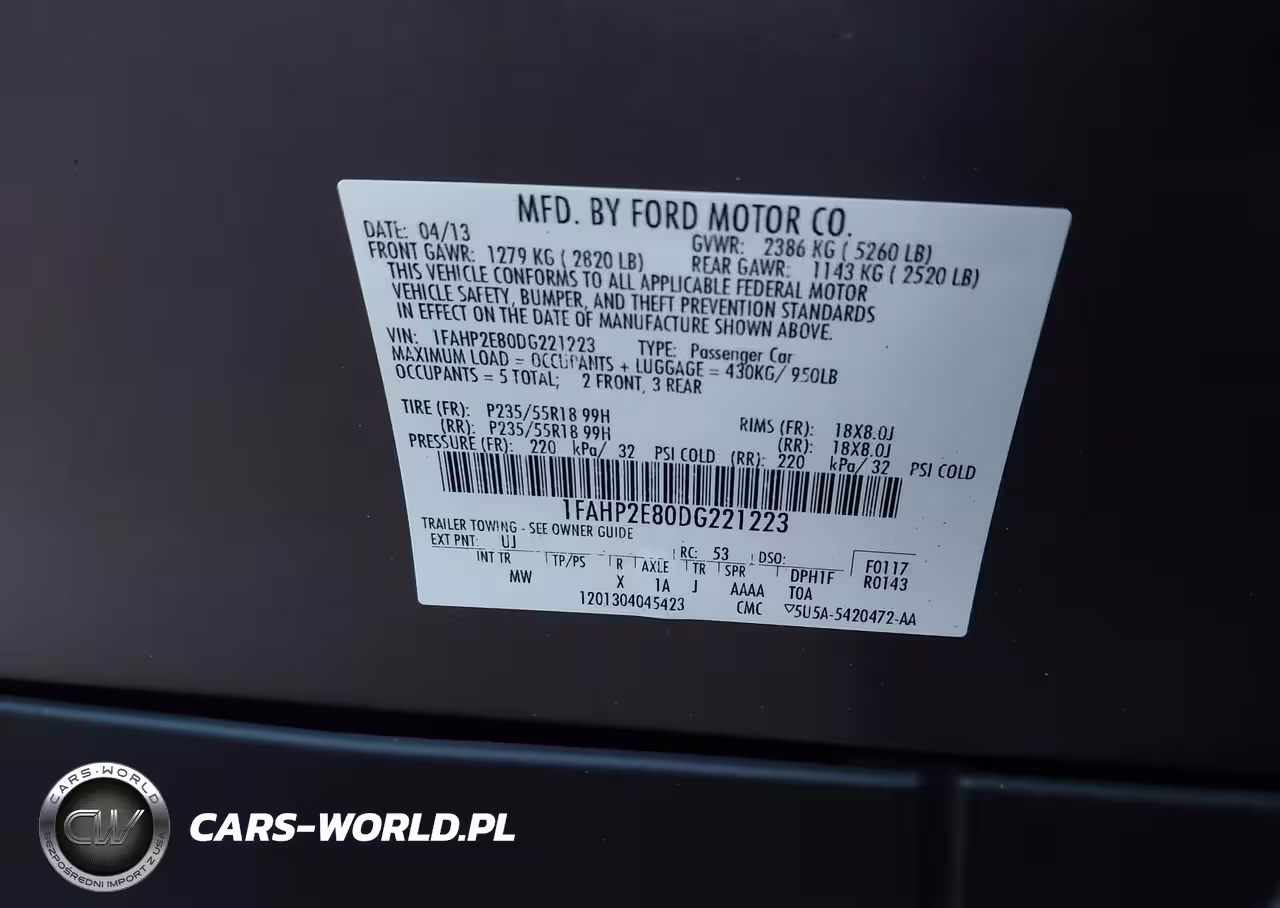 MFD. BY FORD MOTOR CO.
DATE: 04/13 GVWR: 2386 KG ( 5260 LB)
FRONT GAWR: 1279 KG ( 2820 LB) REAR GAWR: 1143 KG ( 2520 LB)
THIS VEHICLE CONFORMS TO ALL APPLICABLE FEDERAL MOTOR
VEHICLE SAFETY, BUMPER, AND THEFT PREVENTION STANDARDS
IN EFFECT ON THE DATE OF MANUFACTURE SHOWN ABOVE.
VIN: 1FAHP2E80DG221223 TYPE: Passenger Car
MAXIMUM LOAD = OCCUPANTS + LUGGAGE = 430KG/ 950LB
OCCUPANTS = 5 TOTAL; 2 FRONT, 3 REAR
TIRE (FR): P235/55R18 99H RIMS (FR): 18X8.0J
(RR): P235/55R18 99H (RR): 18X8.0J
PRESSURE (FR): 220 kPa/ 32 PSI COLD (RR): 220 kPa/ 32 PSI COLD
1FAHP2E80DG221223
TRAILER TOWING - SEE OWNER GUIDE
EXT PNT: UJ RC: 53 DSO: F0117
INT TR TP/PS R AXLE TR SPR DPH1F R0143
MW X 1A J AAAA T0A
1201304045423 CMC ▽5U5A-5420472-AA
CARS-WORLD
CW
BEZPOŚREDNI IMPORT Z USA
CARS-WORLD.PL